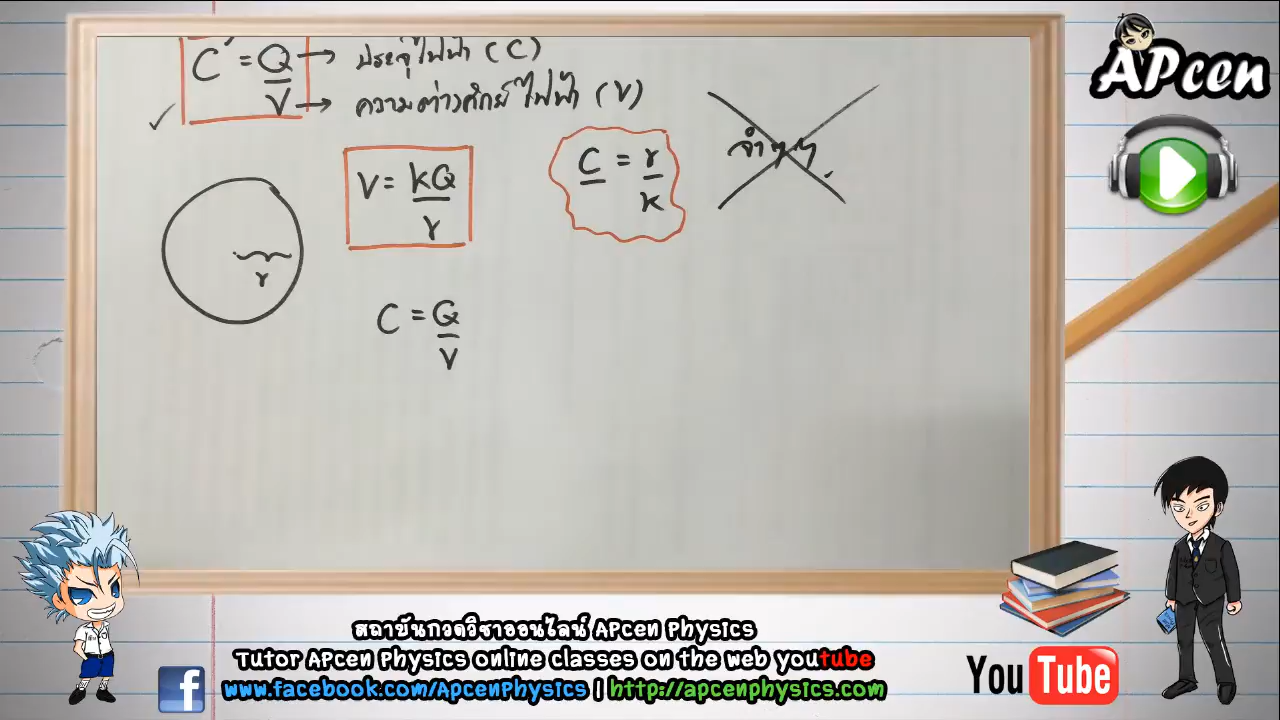 C = Q/V → ประจุไฟฟ้า (C)
→ ความต่างศักย์ไฟฟ้า (V)
V = kQ/r
C = r/k
จำๆๆ
r
C = Q/V
APcen
สถาบันกวดวิชาออนไลน์ APcen Physics
Tutor APcen Physics online classes on the web youtube
www.facebook.com/ApcenPhysics | http://apcenphysics.com
f
You Tube